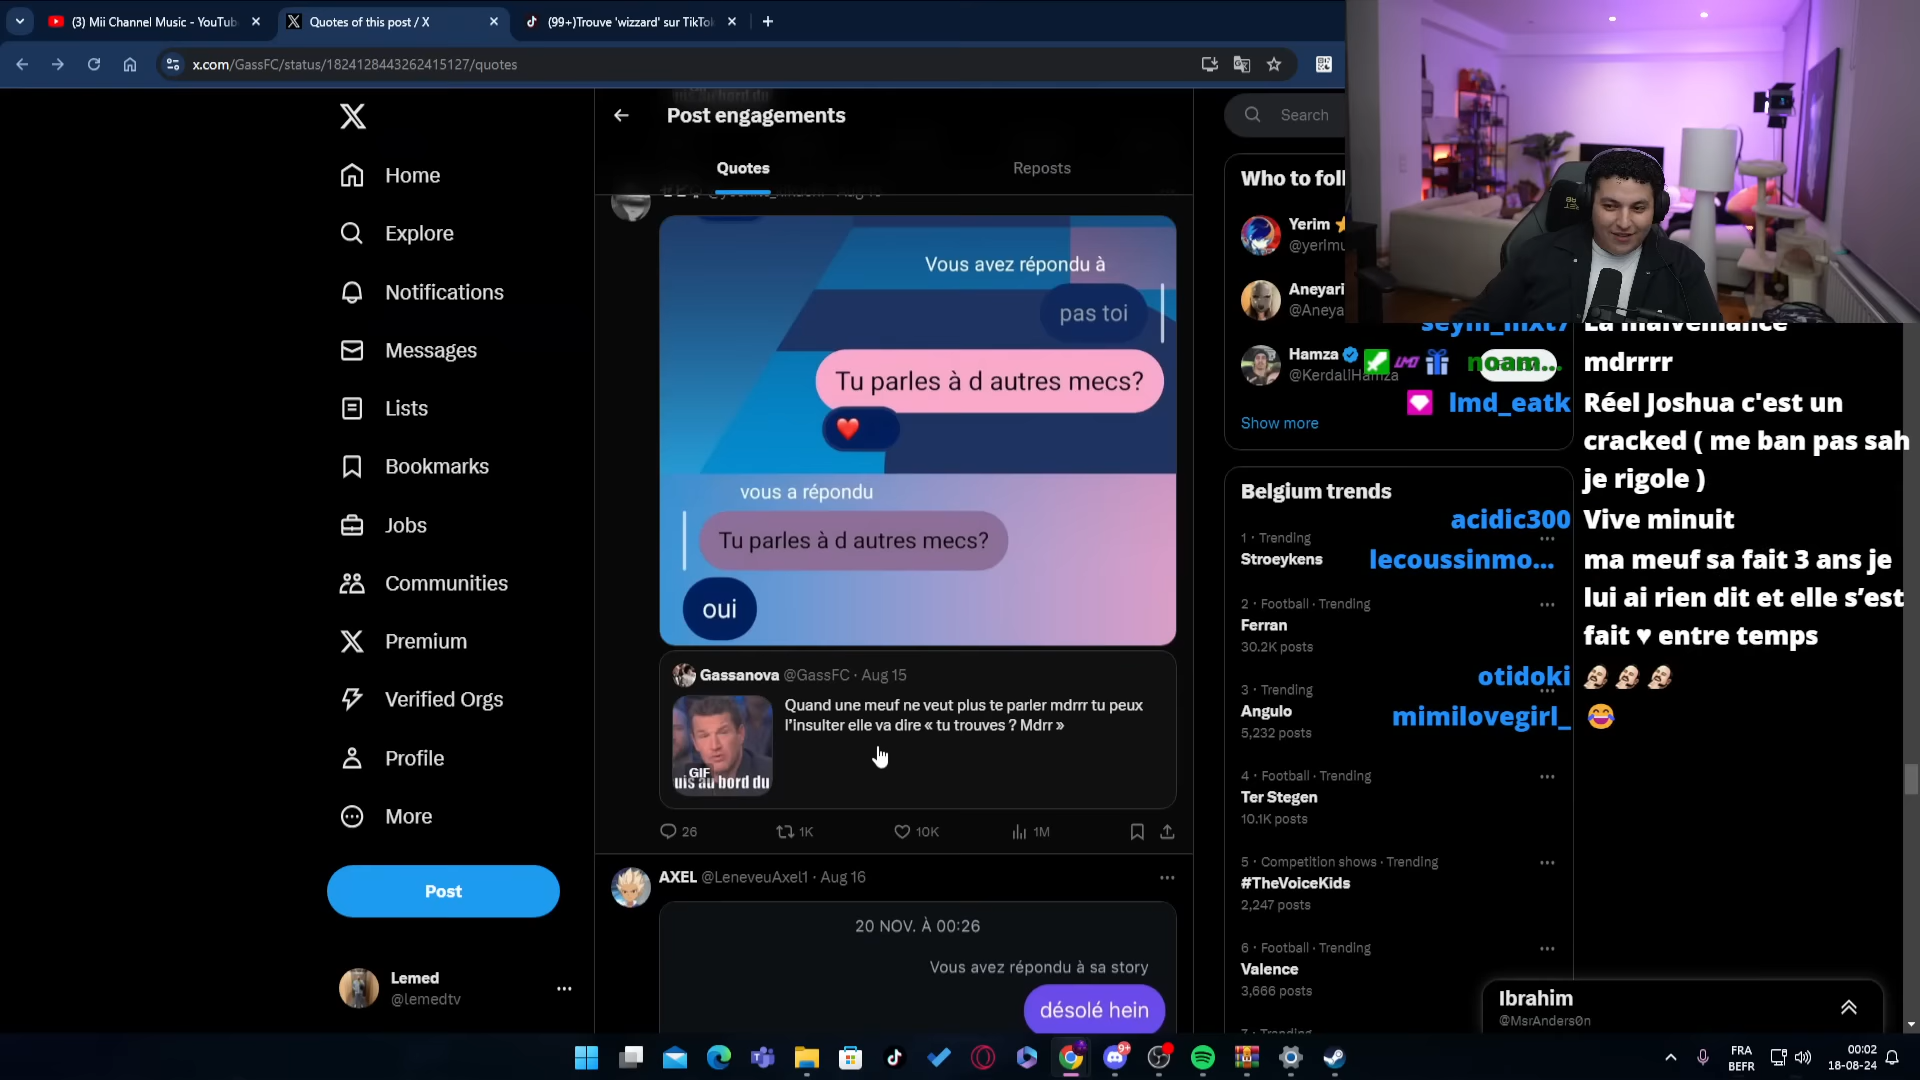 (3) Mii Channel Music - YouTub
Quotes of this post / X
(99+)Trouve 'wizzard' sur TikTo
x.com/GassFC/status/1824128443262415127/quotes
Home
Explore
Notifications
Messages
Lists
Bookmarks
Jobs
Communities
Premium
Verified Orgs
Profile
More
Post
Lemed
@lemedtv
Post engagements
Quotes
Reposts
Vous avez répondu à
pas toi
Tu parles à d autres mecs?
vous a répondu
Tu parles à d autres mecs?
oui
Gassanova @GassFC · Aug 15
Quand une meuf ne veut plus te parler mdrrr tu peux
l'insulter elle va dire « tu trouves ? Mdrr »
GIF
uis au bord du
26
1K
10K
1M
AXEL @LeneveuAxel1 · Aug 16
20 NOV. À 00:26
Vous avez répondu à sa story
désolé hein
Search
Who to foll
Yerim
@yerlmu
Aneyari
@Aneya
Hamza
@KerdallHamza
Show more
Belgium trends
1 · Trending
Stroeykens
2 · Football · Trending
Ferran
30.2K posts
3 · Trending
Angulo
5,232 posts
4 · Football · Trending
Ter Stegen
10.1K posts
5 · Competition shows · Trending
#TheVoiceKids
2,247 posts
6 · Football · Trending
Valence
3,666 posts
7 · Trending
seym_mxt7 La malveillance
noam... mdrrrr
lmd_eatk Réel Joshua c'est un
cracked ( me ban pas sah
je rigole )
acidic300 Vive minuit
lecoussinmo... ma meuf sa fait 3 ans je
lui ai rien dit et elle s'est
fait ♥ entre temps
otidoki
mimilovegirl_ 😂
Ibrahim
@MsrAnders0n
9+
FRA
BEFR
00:02
18-08-24